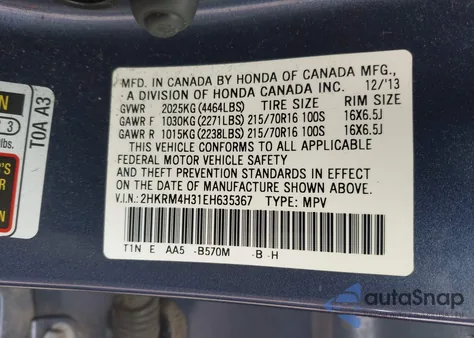 MFD. IN CANADA BY HONDA OF CANADA MFG.,
A DIVISION OF HONDA CANADA INC. 12/'13
GVWR 2025KG (4464LBS) TIRE SIZE RIM SIZE
GAWR F 1030KG (2271LBS) 215/70R16 100S 16X6.5J
GAWR R 1015KG (2238LBS) 215/70R16 100S 16X6.5J
THIS VEHICLE CONFORMS TO ALL APPLICABLE
FEDERAL MOTOR VEHICLE SAFETY
AND THEFT PREVENTION STANDARDS IN EFFECT ON
THE DATE OF MANUFACTURE SHOWN ABOVE.
V.I.N.: 2HKRM4H31EH635367 TYPE: MPV
T1N E AA5 -B570M -B -H
T0A A3
3
lbs.
autoSnap